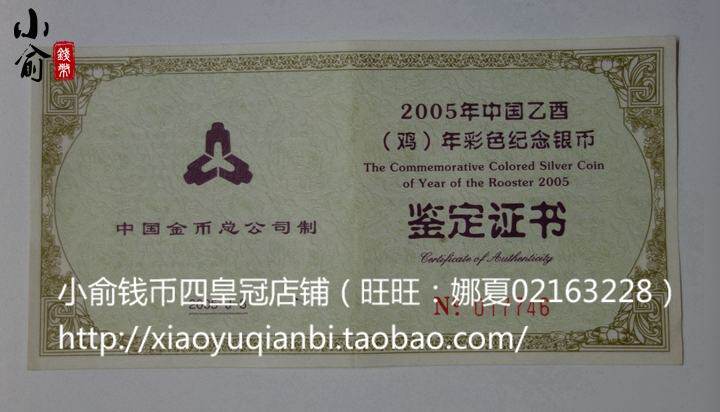 小俞
錢幣
2005年中国乙酉
（鸡）年彩色纪念银币
The Commemorative Colored Silver Coin
of Year of the Rooster 2005
中国金币总公司制
鉴定证书
Certificate of Authenticity
小俞钱币四皇冠店铺（旺旺：娜夏02163228）
№: 017746
http://xiaoyuqianbi.taobao.com/